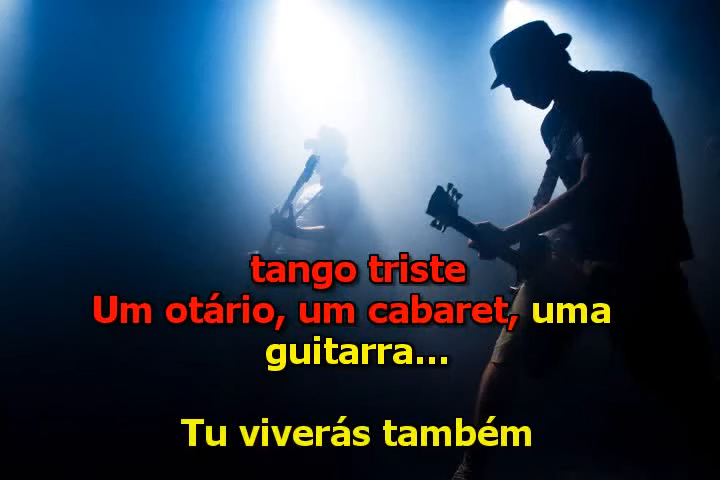 tango triste
Um otário, um cabaret, uma
guitarra...
Tu viverás também